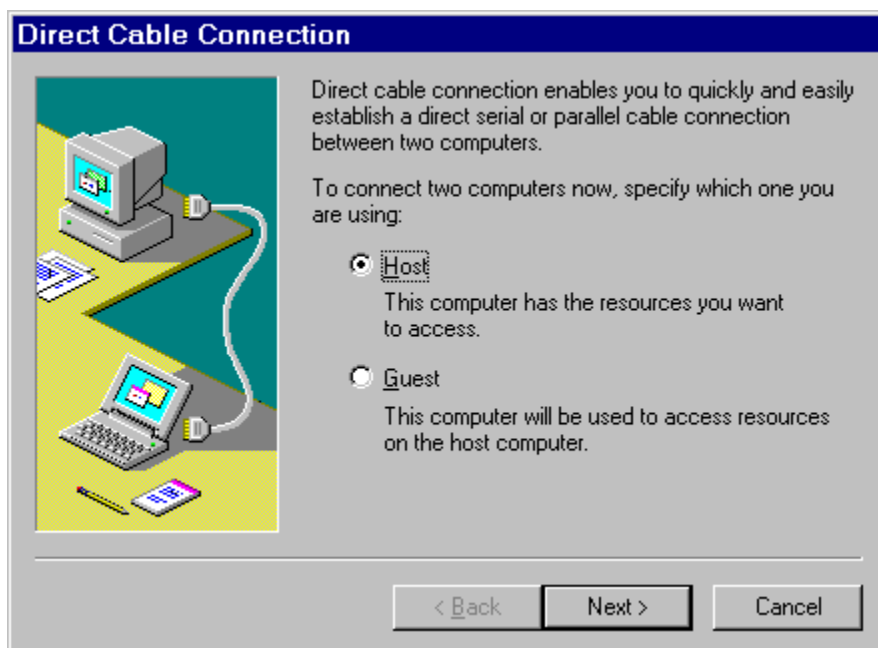 Direct Cable Connection
Direct cable connection enables you to quickly and easily
establish a direct serial or parallel cable connection
between two computers.
To connect two computers now, specify which one you
are using:
Host
This computer has the resources you want
to access.
Guest
This computer will be used to access resources
on the host computer.
< Back
Next >
Cancel